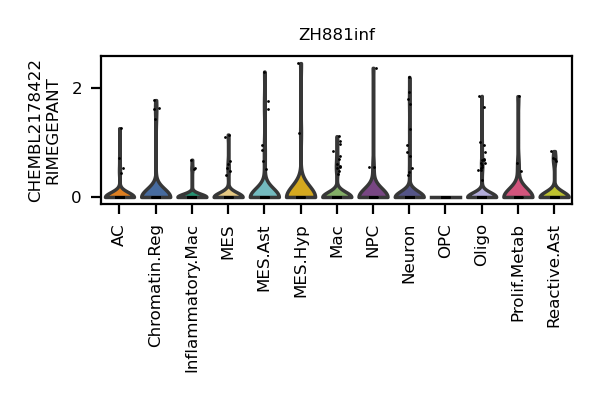 ZH881inf
CHEMBL2178422
RIMEGEPANT
2
0
AC
Chromatin.Reg
Inflammatory.Mac
MES
MES.Ast
MES.Hyp
Mac
NPC
Neuron
OPC
Oligo
Prolif.Metab
Reactive.Ast